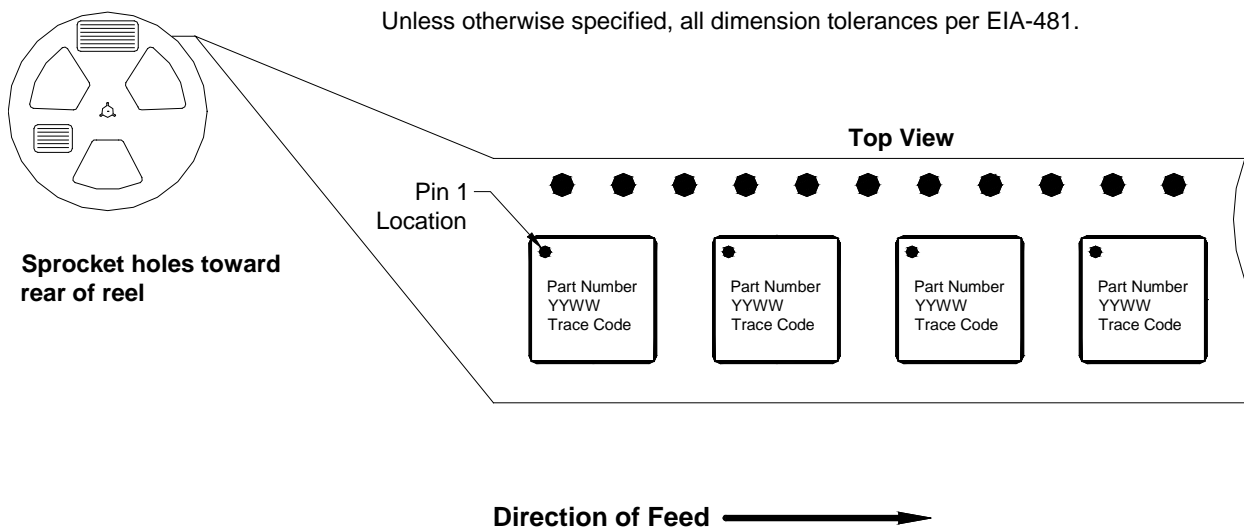 Unless otherwise specified, all dimension tolerances per EIA-481.
Top View
Pin 1
Location
Sprocket holes toward
rear of reel
Part Number
YYWW
Trace Code
Part Number
YYWW
Trace Code
Part Number
YYWW
Trace Code
Part Number
YYWW
Trace Code
Direction of Feed